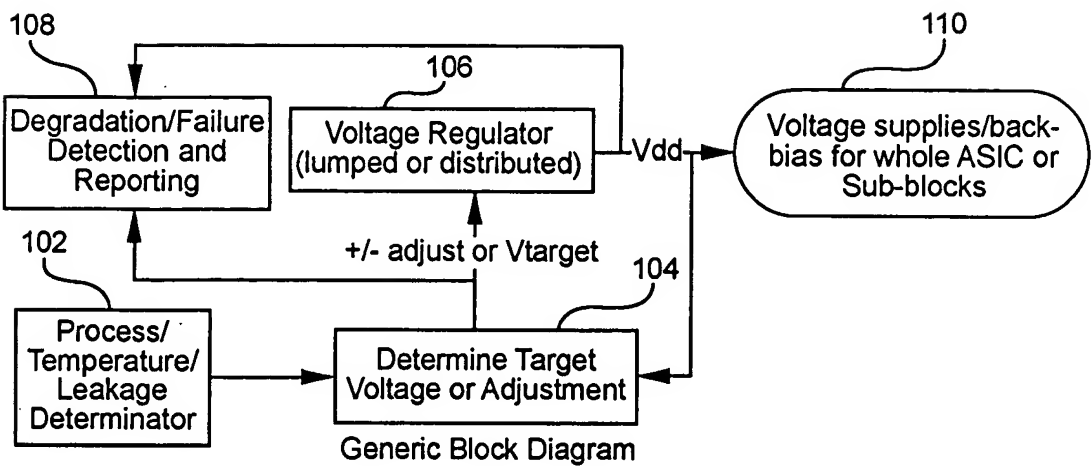 108
Degradation/Failure
Detection and
Reporting
106
Voltage Regulator
(lumped or distributed)
Vdd
110
Voltage supplies/back-
bias for whole ASIC or
Sub-blocks
+/- adjust or Vtarget
102
Process/
Temperature/
Leakage
Determinator
104
Determine Target
Voltage or Adjustment
Generic Block Diagram